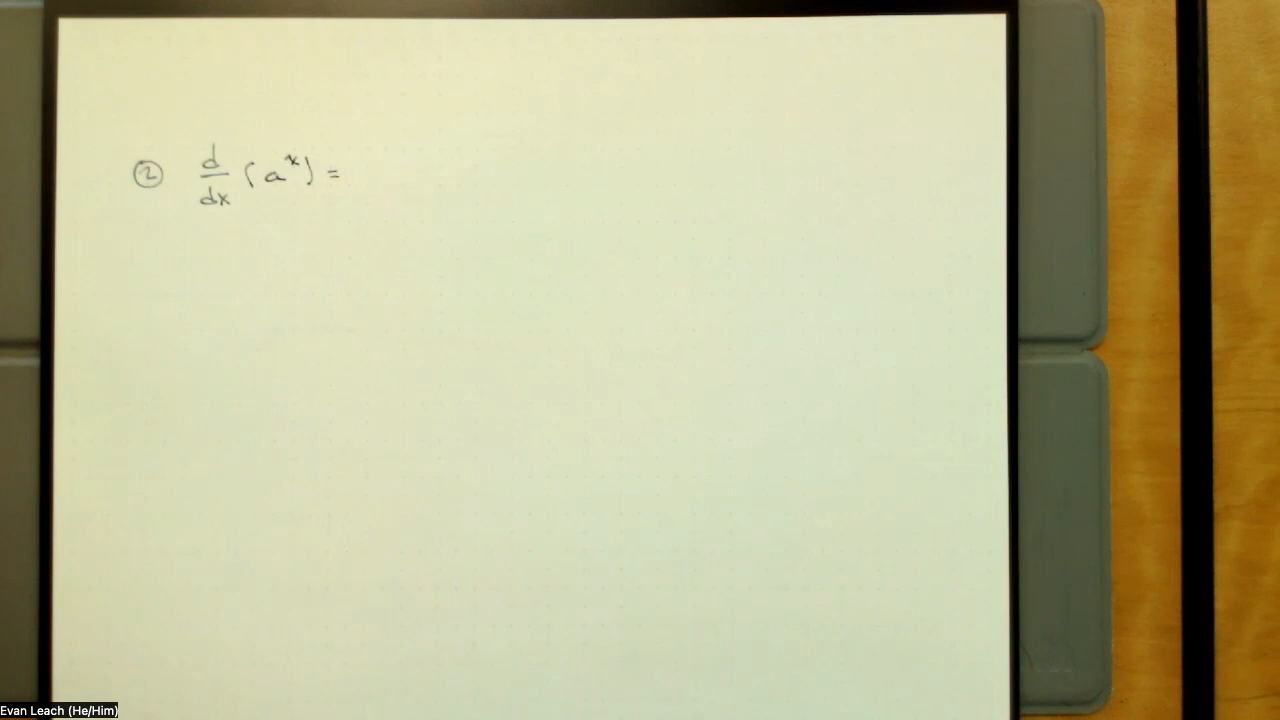 ② d/dx (a^x) =
Evan Leach (He/Him)